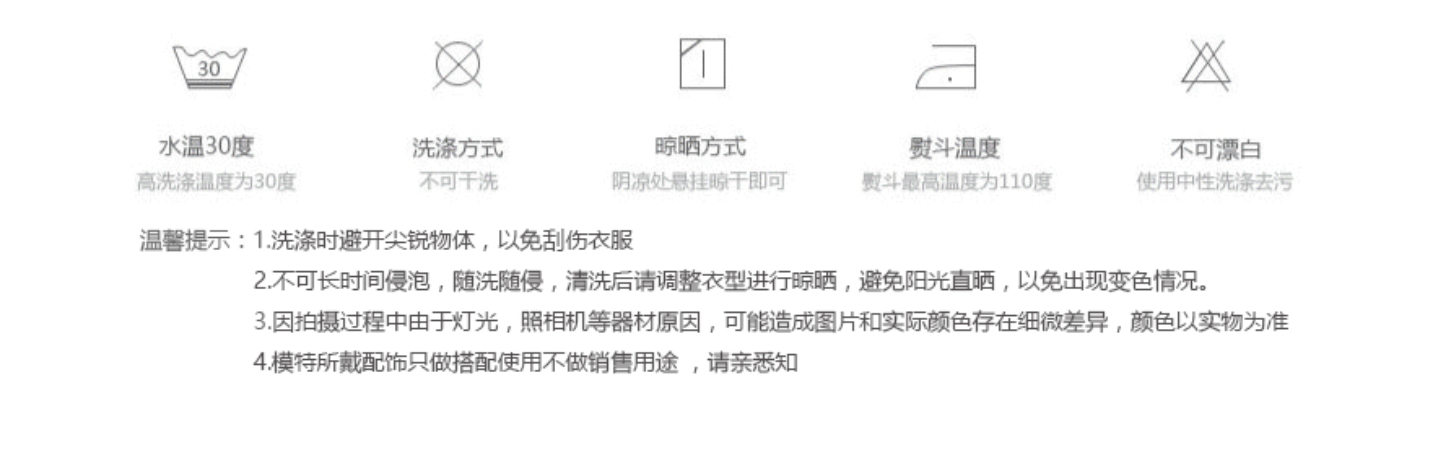 30
水温30度 洗涤方式 晾晒方式 熨斗温度 不可漂白
高洗涤温度为30度 不可干洗 阴凉处悬挂晾干即可 熨斗最高温度为110度 使用中性洗涤去污
温馨提示：1.洗涤时避开尖锐物体，以免刮伤衣服
2.不可长时间侵泡，随洗随侵，清洗后请调整衣型进行晾晒，避免阳光直晒，以免出现变色情况。
3.因拍摄过程中由于灯光，照相机等器材原因，可能造成图片和实际颜色存在细微差异，颜色以实物为准
4.模特所戴配饰只做搭配使用不做销售用途 ，请亲悉知